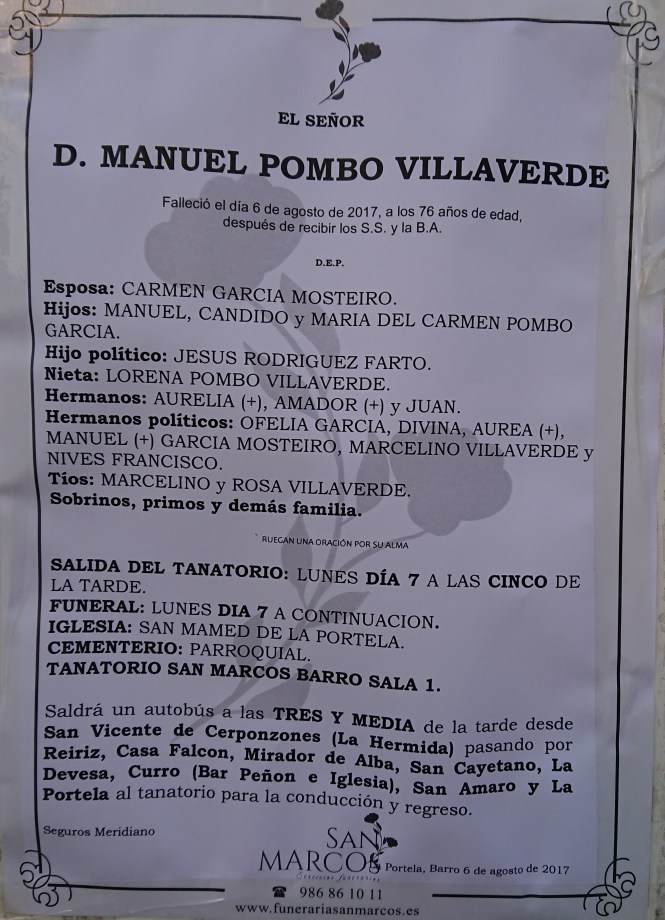 EL SEÑOR
D. MANUEL POMBO VILLAVERDE
Falleció el día 6 de agosto de 2017, a los 76 años de edad,
después de recibir los S.S. y la B.A.
D.E.P.
Esposa: CARMEN GARCIA MOSTEIRO.
Hijos: MANUEL, CANDIDO y MARIA DEL CARMEN POMBO
GARCIA.
Hijo político: JESUS RODRIGUEZ FARTO.
Nieta: LORENA POMBO VILLAVERDE.
Hermanos: AURELIA (+), AMADOR (+) y JUAN.
Hermanos políticos: OFELIA GARCIA, DIVINA, AUREA (+),
MANUEL (+) GARCIA MOSTEIRO, MARCELINO VILLAVERDE y
NIVES FRANCISCO.
Tíos: MARCELINO y ROSA VILLAVERDE.
Sobrinos, primos y demás familia.
RUEGAN UNA ORACIÓN POR SU ALMA
SALIDA DEL TANATORIO: LUNES DÍA 7 A LAS CINCO DE
LA TARDE.
FUNERAL: LUNES DIA 7 A CONTINUACION.
IGLESIA: SAN MAMED DE LA PORTELA.
CEMENTERIO: PARROQUIAL.
TANATORIO SAN MARCOS BARRO SALA 1.
Saldrá un autobús a las TRES Y MEDIA de la tarde desde
San Vicente de Cerponzones (La Hermida) pasando por
Reiriz, Casa Falcon, Mirador de Alba, San Cayetano, La
Devesa, Curro (Bar Peñon e Iglesia), San Amaro y La
Portela al tanatorio para la conducción y regreso.
Seguros Meridiano
SAN
MARCOS
Servicios funerarios
Portela, Barro 6 de agosto de 2017
☎ 986 86 10 11
www.funerariasanmarcos.es